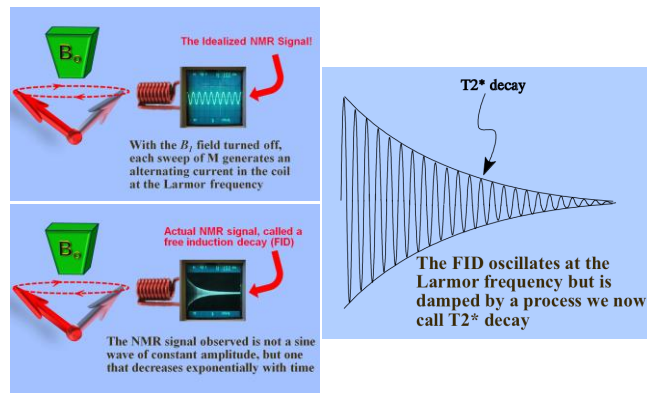 B₀
The Idealized NMR Signal!
With the B₁ field turned off,
each sweep of M generates an
alternating current in the coil
at the Larmor frequency
B₀
Actual NMR signal, called a
free induction decay (FID)
The NMR signal observed is not a sine
wave of constant amplitude, but one
that decreases exponentially with time
T2* decay
The FID oscillates at the
Larmor frequency but is
damped by a process we now
call T2* decay